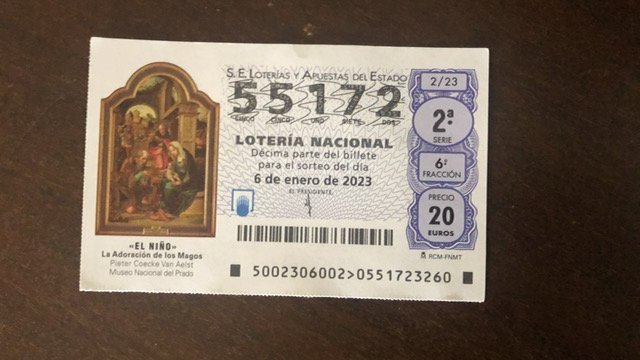 S.E. LOTERÍAS Y APUESTAS DEL ESTADO
55172
CINCO CINCO UNO SIETE DOS
LOTERÍA NACIONAL
Décima parte del billete
para el sorteo del día
6 de enero de 2023
EL PRESIDENTE,
2/23
2ª
SERIE
6ª
FRACCIÓN
PRECIO
20
EUROS
M RCM-FNMT
«EL NIÑO»
La Adoración de los Magos
Pieter Coecke Van Aelst
Museo Nacional del Prado
5002306002>0551723260